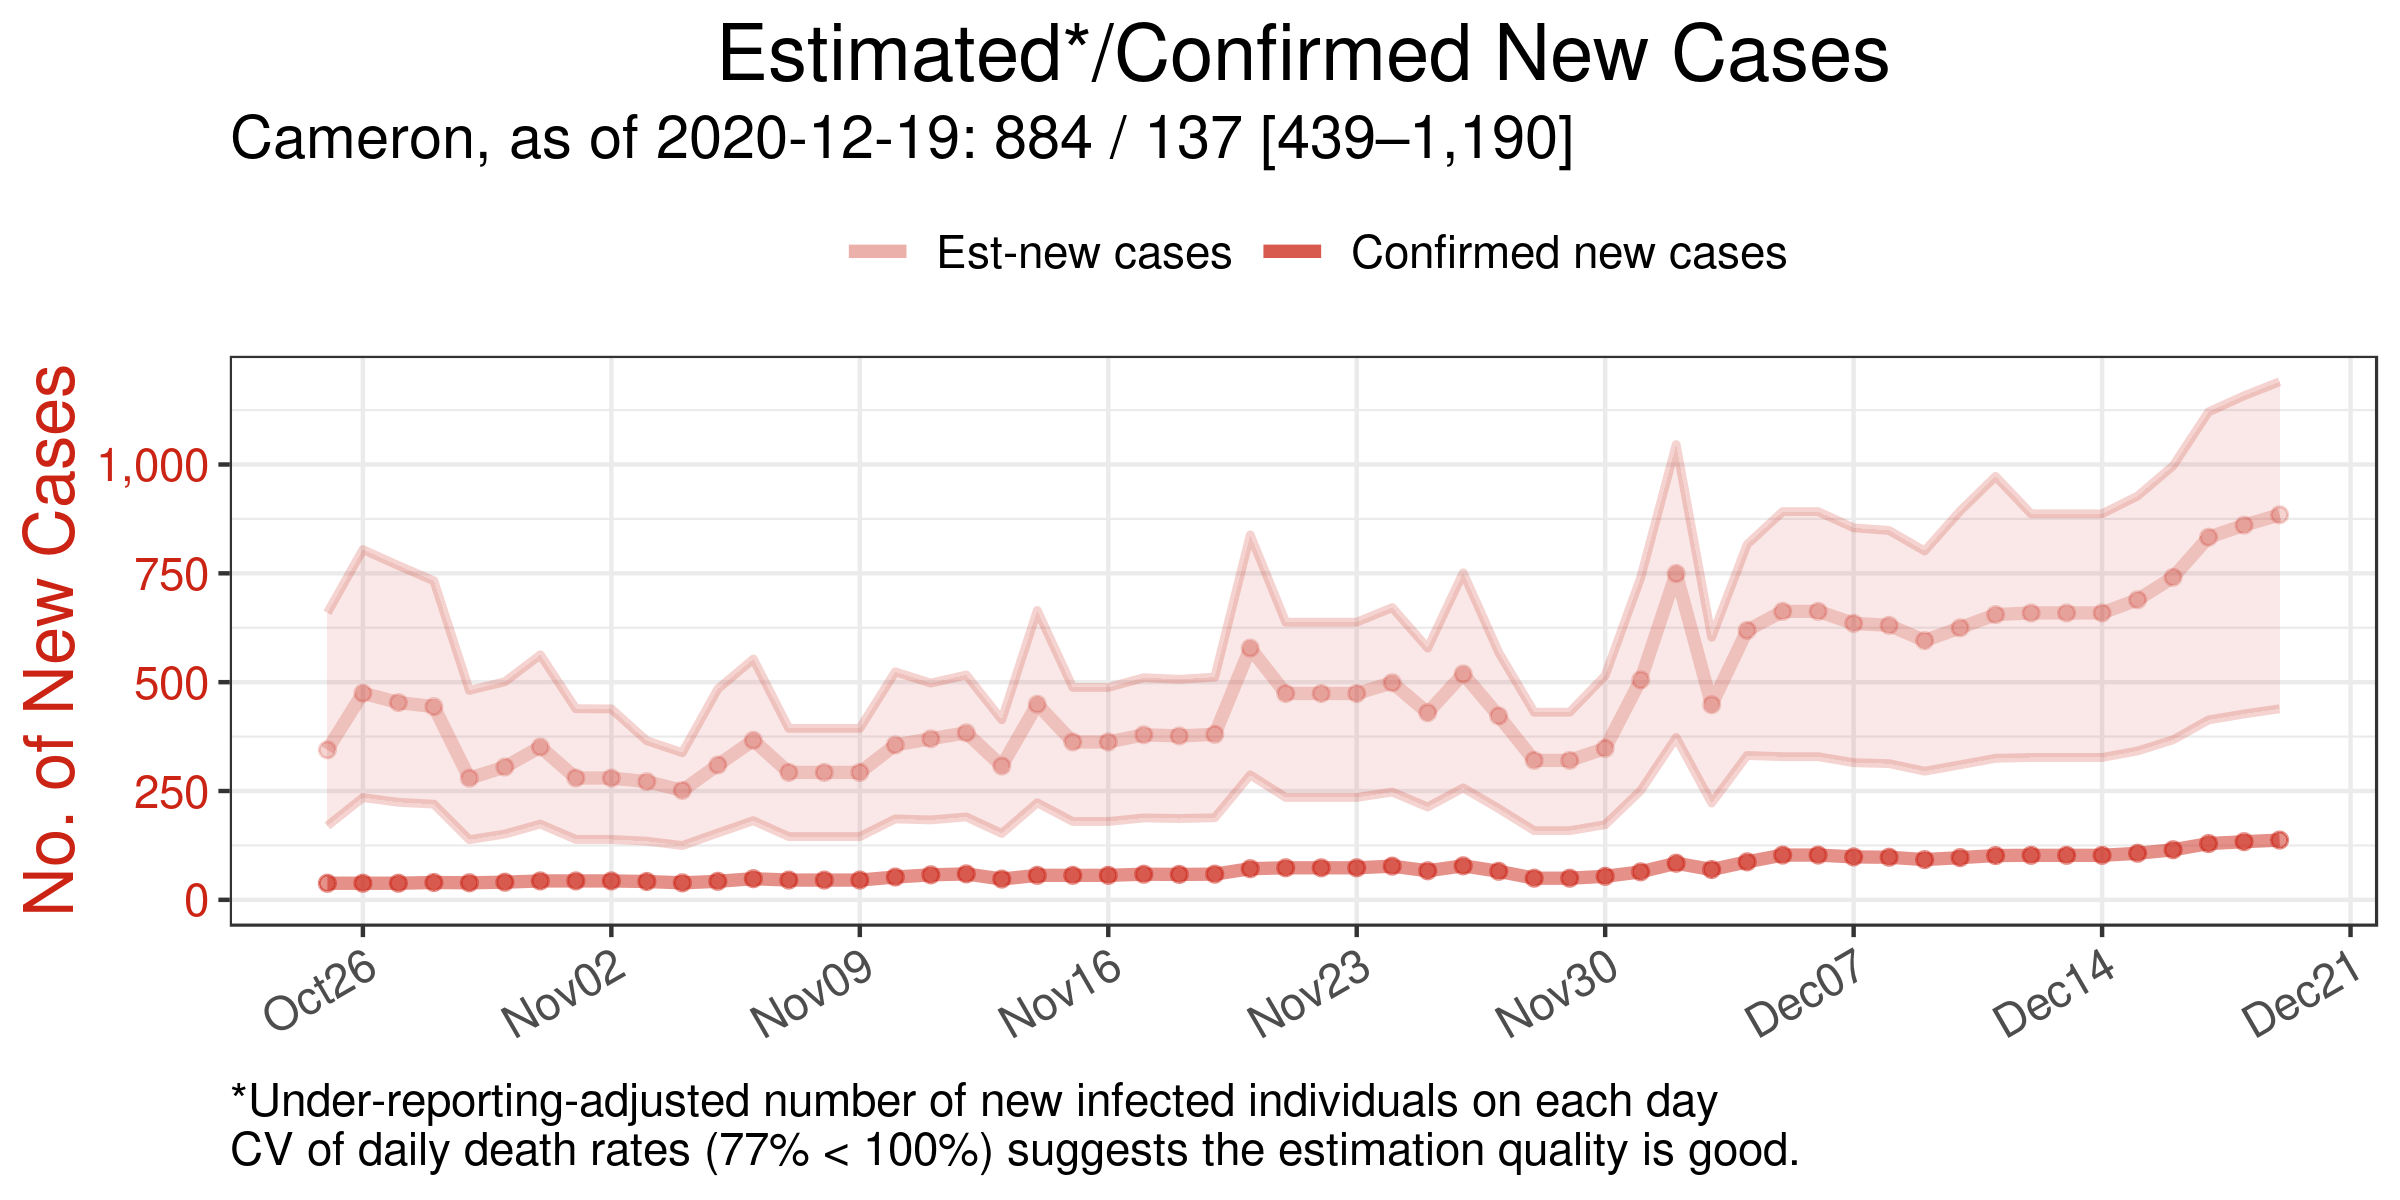 Estimated*/Confirmed New Cases
Cameron, as of 2020-12-19: 884 / 137 [439–1,190]
Est-new cases Confirmed new cases
No. of New Cases
1,000
750
500
250
0
Oct26 Nov02 Nov09 Nov16 Nov23 Nov30 Dec07 Dec14 Dec21
*Under-reporting-adjusted number of new infected individuals on each day
CV of daily death rates (77% < 100%) suggests the estimation quality is good.